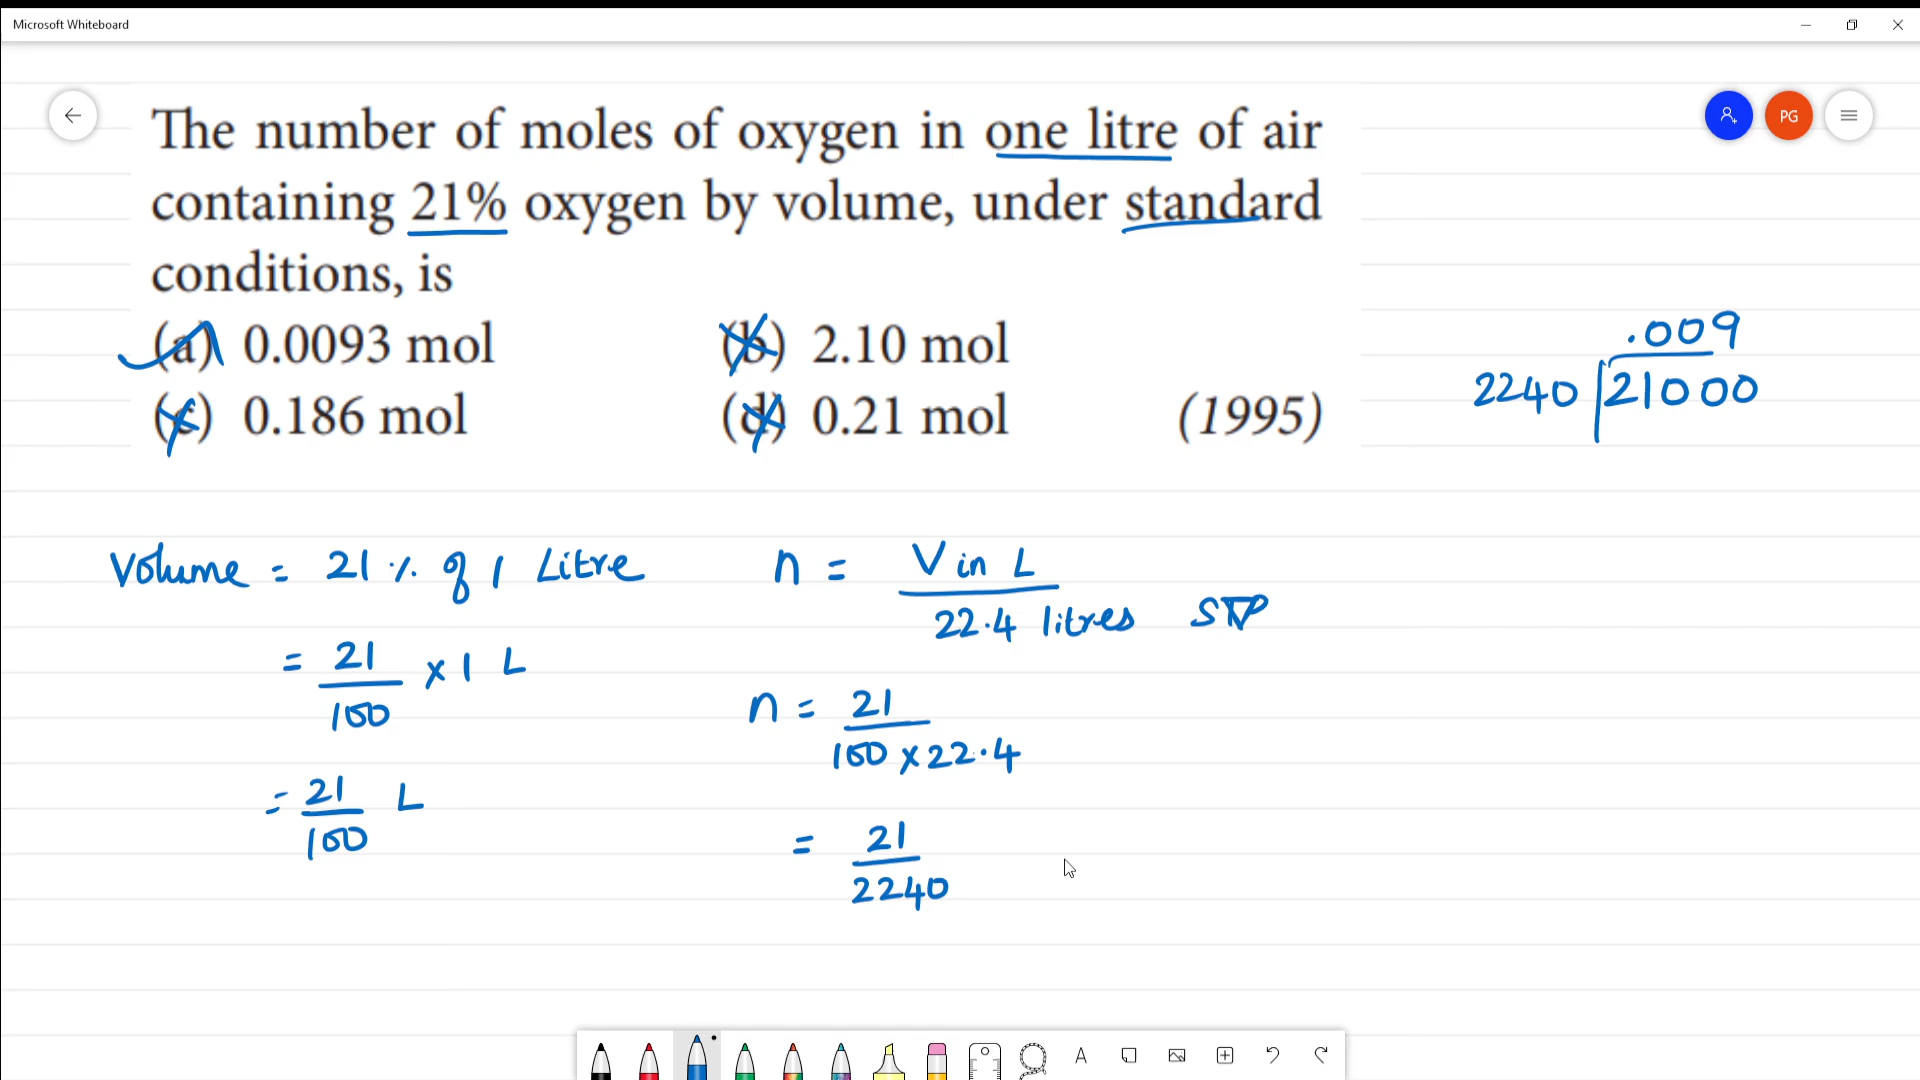 Microsoft Whiteboard
PG
The number of moles of oxygen in one litre of air
containing 21% oxygen by volume, under standard
conditions, is
(a) 0.0093 mol (b) 2.10 mol
(c) 0.186 mol (d) 0.21 mol (1995)
.009
2240 21000
Volume = 21 % of 1 Litre
= 21/100 × 1 L
= 21/100 L
n = V in L / 22.4 litres STP
n = 21 / 100 × 22.4
= 21/2240
A